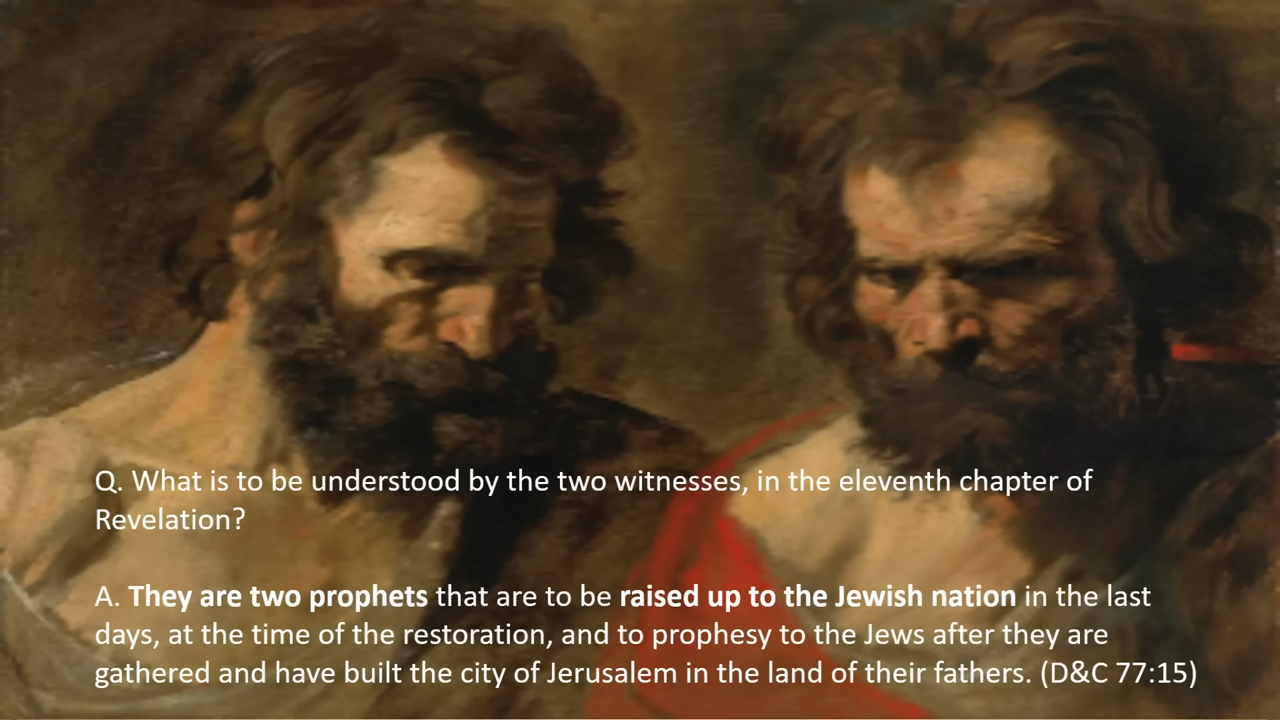 Q. What is to be understood by the two witnesses, in the eleventh chapter of
Revelation?
A. They are two prophets that are to be raised up to the Jewish nation in the last
days, at the time of the restoration, and to prophesy to the Jews after they are
gathered and have built the city of Jerusalem in the land of their fathers. (D&C 77:15)